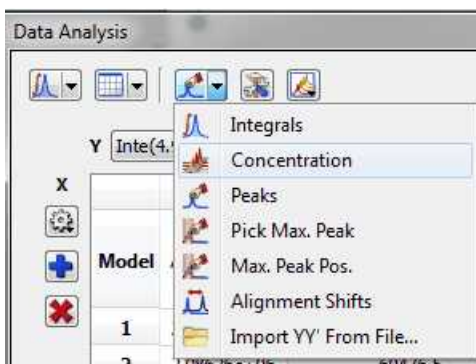 Data Analysis
Integrals
Y Inte(4.
Concentration
X
Peaks
Pick Max. Peak
Model
Max. Peak Pos.
Alignment Shifts
1
Import YY' From File...
2